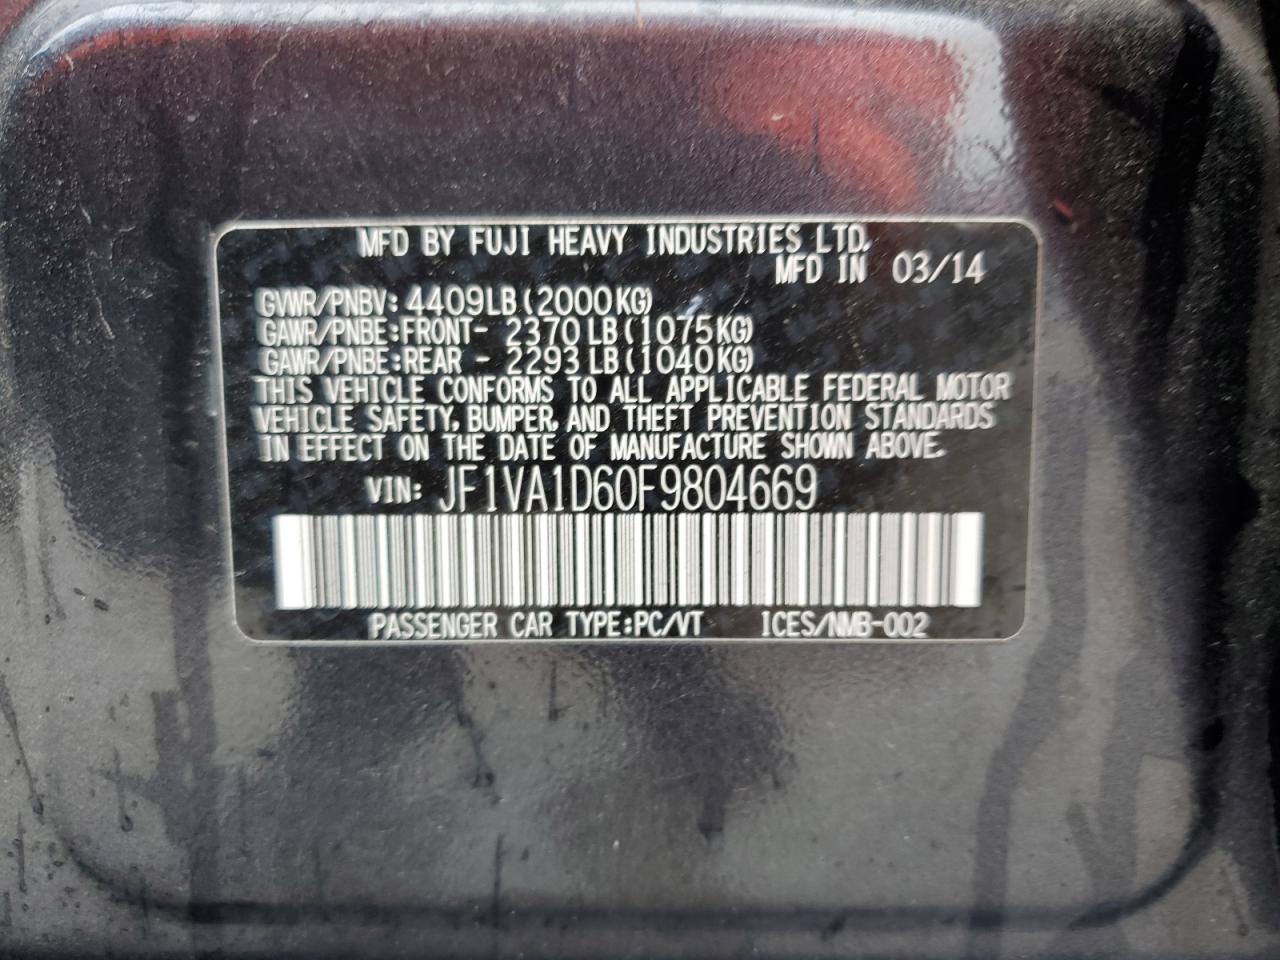 MFD BY FUJI HEAVY INDUSTRIES LTD.
MFD IN 03/14
GVWR/PNBV: 4409LB (2000KG)
GAWR/PNBE:FRONT- 2370 LB (1075KG)
GAWR/PNBE:REAR - 2293 LB (1040KG)
THIS VEHICLE CONFORMS TO ALL APPLICABLE FEDERAL MOTOR
VEHICLE SAFETY, BUMPER, AND THEFT PREVENTION STANDARDS
IN EFFECT ON THE DATE OF MANUFACTURE SHOWN ABOVE.
VIN: JF1VA1D60F9804669
PASSENGER CAR TYPE:PC/VT ICES/NMB-002